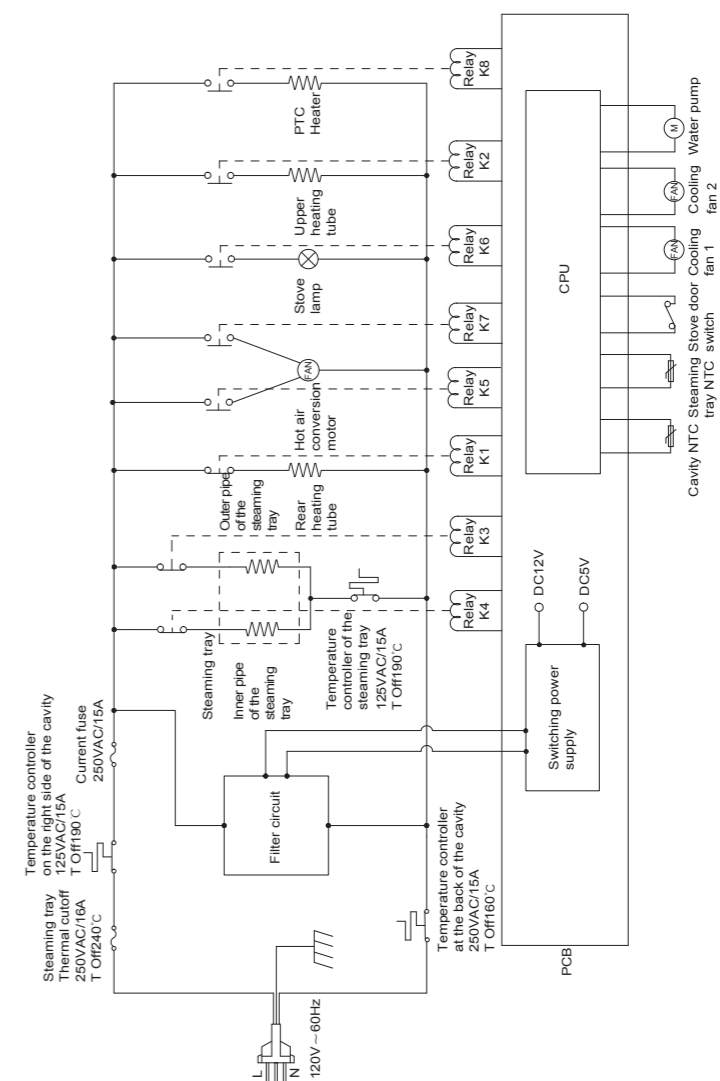 L
N
120V～60Hz
Steaming tray
Thermal cutoff
250VAC/16A
T Off240℃
Temperature controller
on the right side of the cavity
125VAC/15A
T Off190℃
Current fuse
250VAC/15A
Filter circuit
Temperature controller
at the back of the cavity
250VAC/15A
T Off160℃
Steaming tray
Inner pipe
of the
steaming
tray
Outer pipe
of the
steaming
tray
Temperature
controller of the
steaming tray
125VAC/15A
T Off190℃
Rear
heating
tube
Hot air
conversion
motor
FAN
Stove
lamp
Upper
heating
tube
PTC
Heater
Relay
K4
Relay
K3
Relay
K1
Relay
K5
Relay
K7
Relay
K6
Relay
K2
Relay
K8
PCB
Switching power
supply
DC12V
DC5V
CPU
Cavity NTC
Steaming
tray NTC
Stove door
switch
FAN
Cooling
fan 1
FAN
Cooling
fan 2
M
Water pump